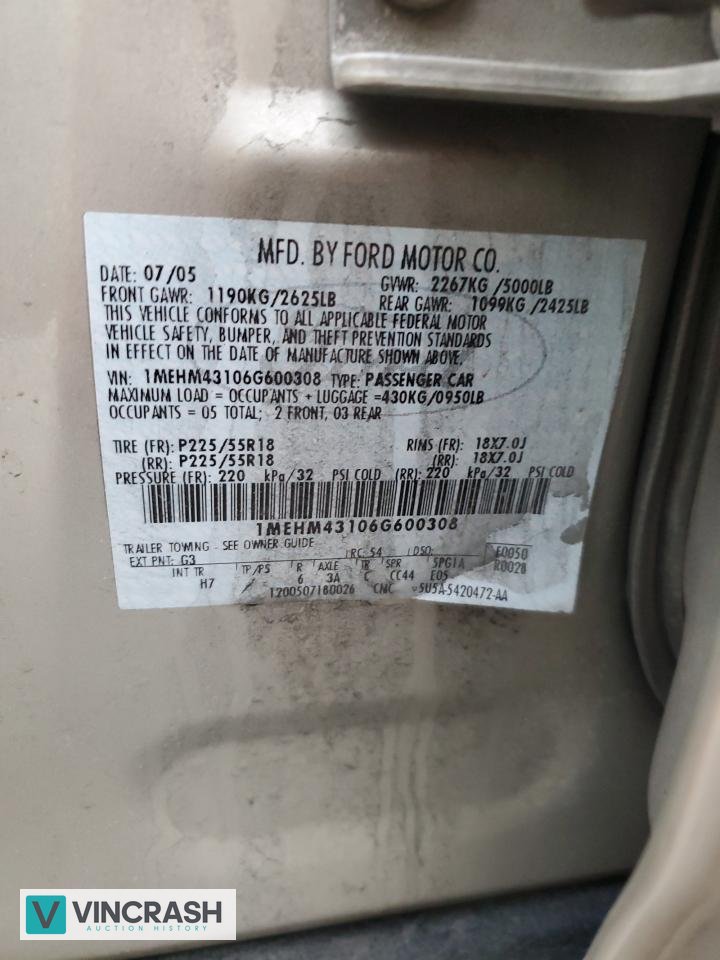 MFD. BY FORD MOTOR CO.
DATE: 07/05 GVWR: 2267KG /5000LB
FRONT GAWR: 1190KG/2625LB REAR GAWR: 1099KG /2425LB
THIS VEHICLE CONFORMS TO ALL APPLICABLE FEDERAL MOTOR
VEHICLE SAFETY, BUMPER, AND THEFT PREVENTION STANDARDS
IN EFFECT ON THE DATE OF MANUFACTURE SHOWN ABOVE.
VIN: 1MEHM43106G600308 TYPE: PASSENGER CAR
MAXIMUM LOAD = OCCUPANTS + LUGGAGE =430KG/0950LB
OCCUPANTS = 05 TOTAL; 2 FRONT, 03 REAR
TIRE (FR): P225/55R18 RIMS (FR): 18X7.0J
(RR): P225/55R18 (RR): 18X7.0J
PRESSURE (FR): 220 kPa/32 PSI COLD (RR): 220 kPa/32 PSI COLD
1MEHM43106G600308
TRAILER TOWING - SEE OWNER GUIDE
EXT PNT: G3 RC: 54 DSO: F0050
INT TR TP/PS R AXLE TR SPR 5PG1A R0028
H7 6 3A C CC44 E05
1200507180026 CNC 5U5A-5420472-AA
V VINCRASH
AUCTION HISTORY